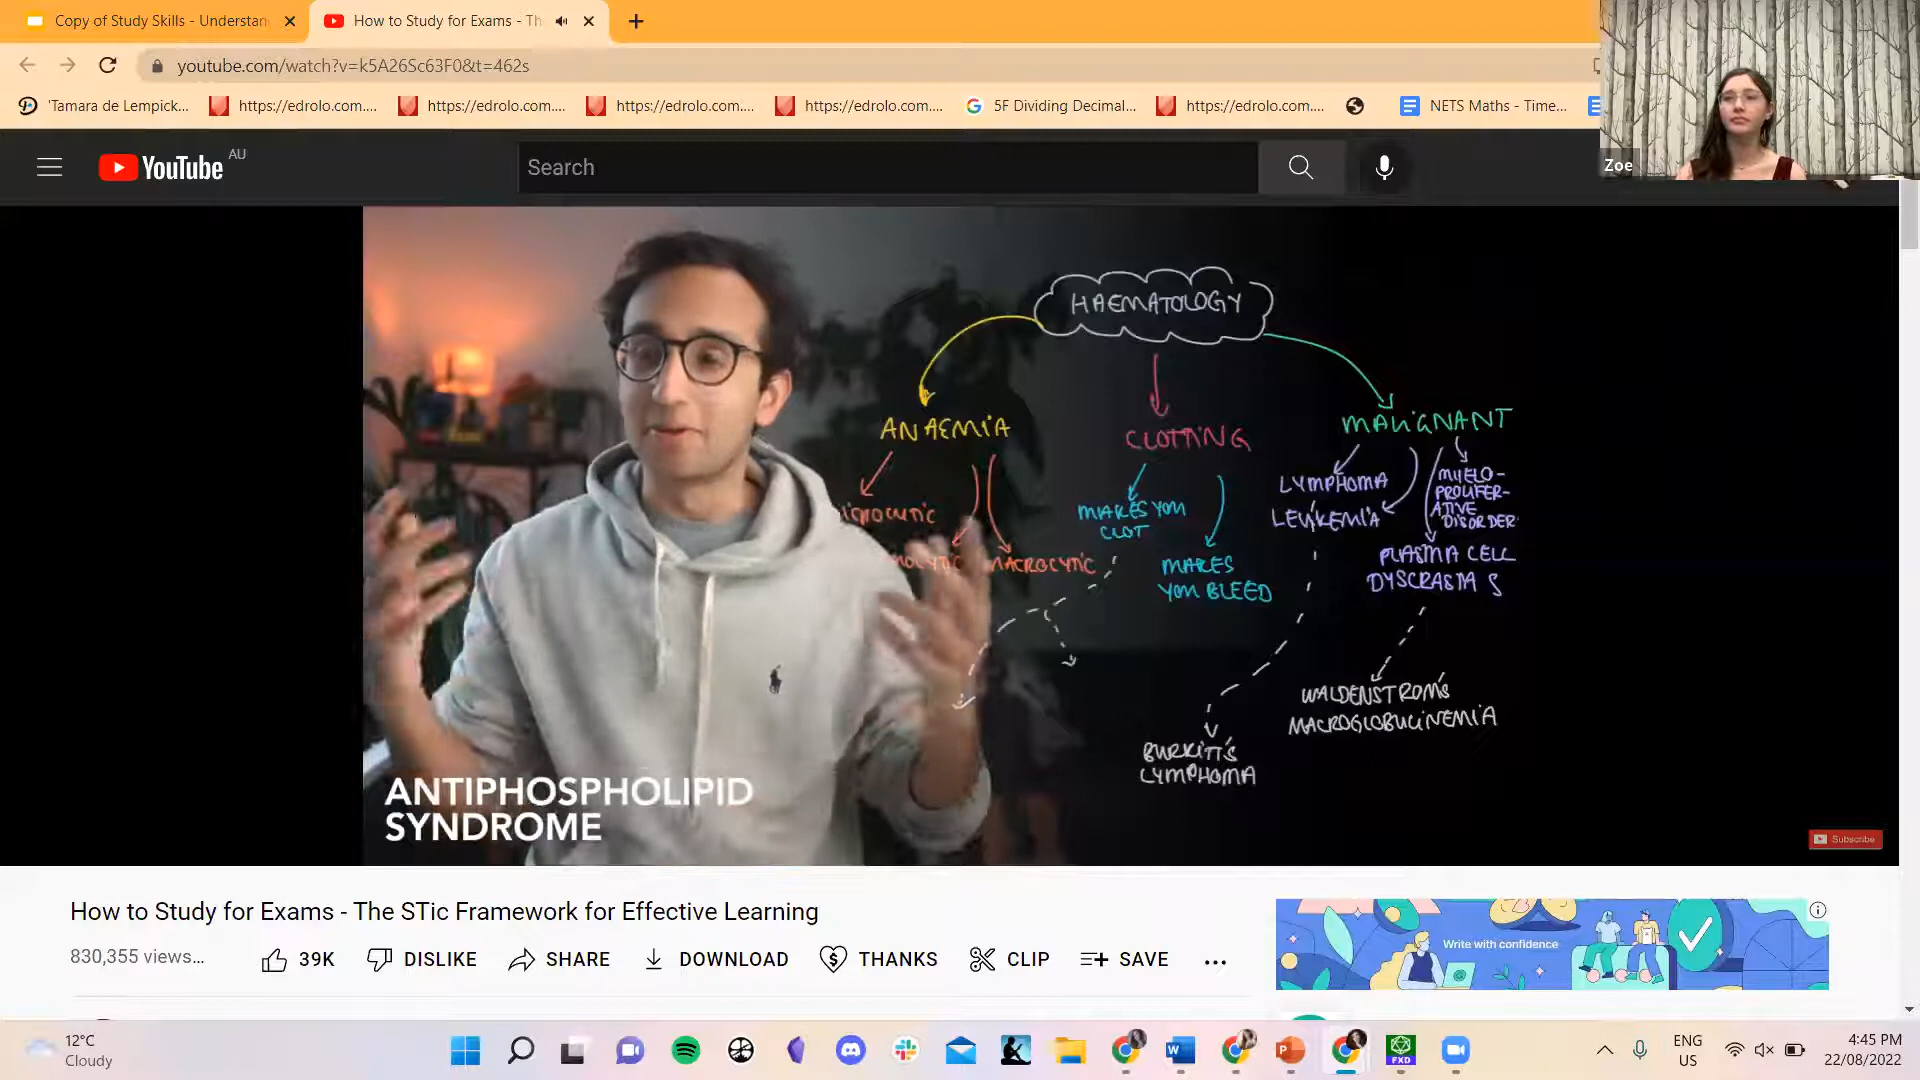 Copy of Study Skills - Understan
How to Study for Exams - Th
youtube.com/watch?v=k5A26Sc63F0&t=462s
'Tamara de Lempick...
https://edrolo.com....
https://edrolo.com....
https://edrolo.com....
https://edrolo.com....
5F Dividing Decimal...
https://edrolo.com....
NETS Maths - Time...
Zoe
YouTube
AU
Search
HAEMATOLOGY
ANAEMIA
CLOTTING
MALIGNANT
MACROCYTIC
MAKES YOU
CLOT
MAKES
YOU BLEED
LYMPHOMA
LEUKEMIA
MYELO-
PROLIFER-
ATIVE
DISORDER
PLASMA CELL
DYSCRASIAS
WALDENSTROM'S
MACROGLOBULINEMIA
BURKITT'S
LYMPHOMA
ANTIPHOSPHOLIPID
SYNDROME
Subscribe
How to Study for Exams - The STic Framework for Effective Learning
830,355 views...
39K
DISLIKE
SHARE
DOWNLOAD
THANKS
CLIP
SAVE
Write with confidence
12°C
Cloudy
ENG
US
4:45 PM
22/08/2022